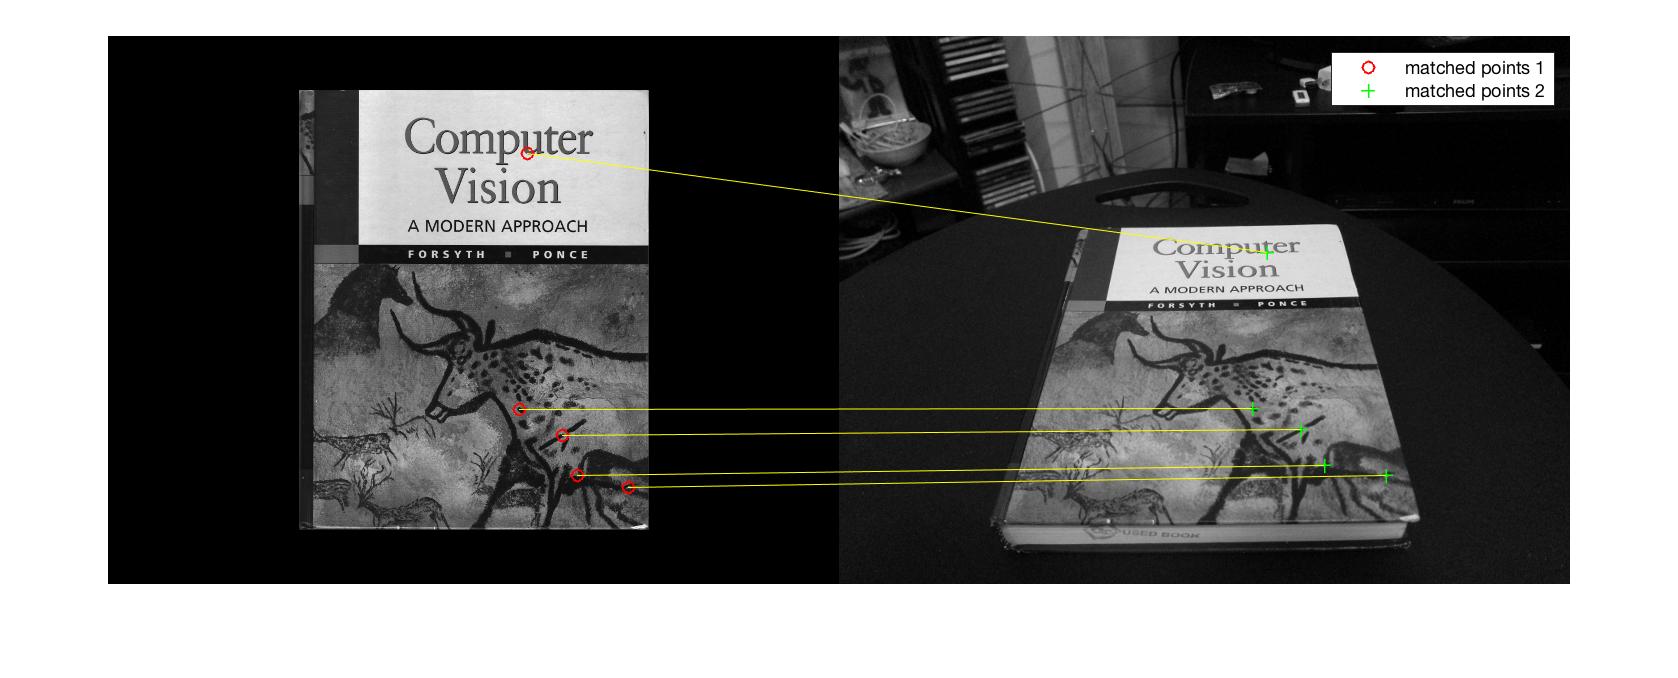 Computer
Vision
A MODERN APPROACH
FORSYTH ■ PONCE
matched points 1
matched points 2
Computer
Vision
A MODERN APPROACH
FORSYTH ■ PONCE
USED BOOK